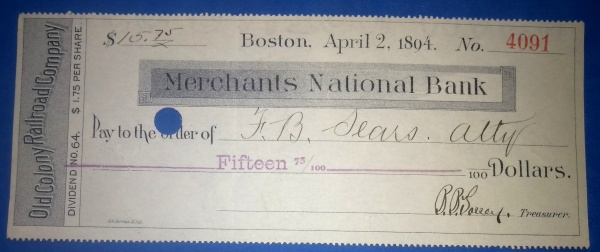 Old Colony Railroad Company
DIVIDEND NO. 64. $1.75 PER SHARE.
$15.75 Boston, April 2, 1894. No. 4091
Merchants National Bank
Pay to the order of F. B. Sears. Atty
Fifteen 75/100 100 Dollars.
Treasurer.